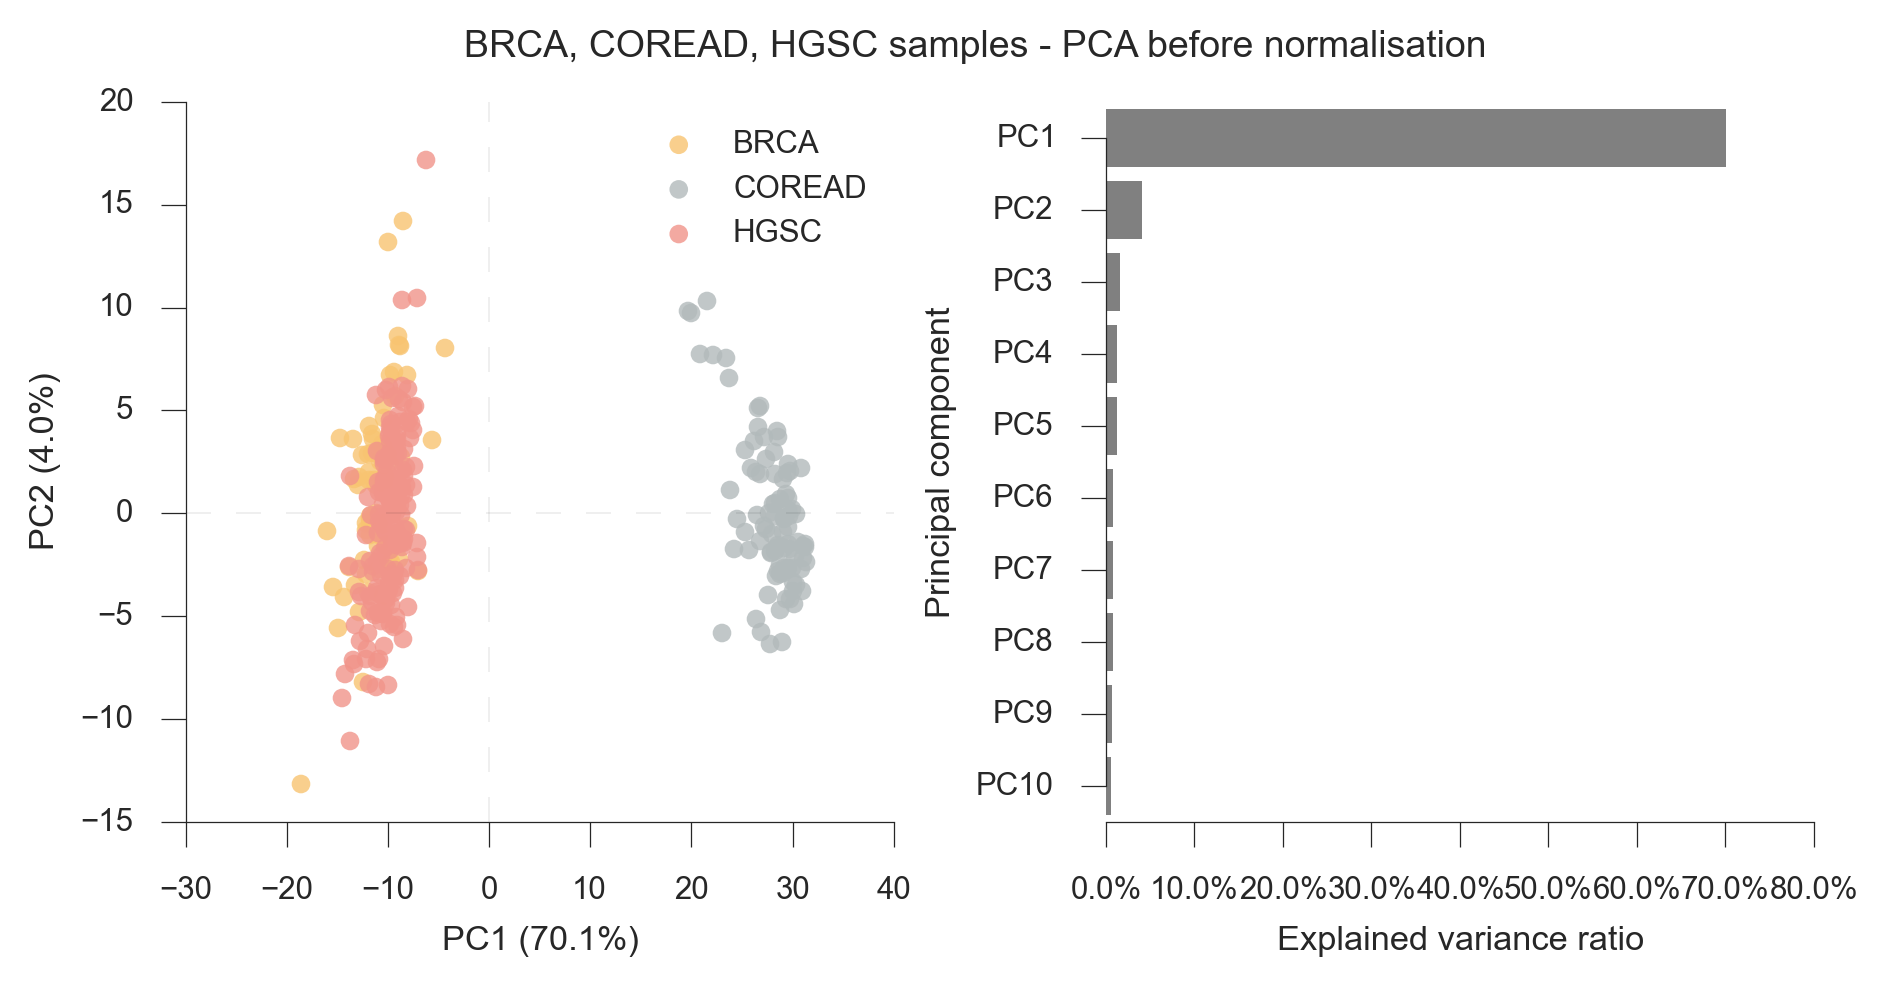 BRCA, COREAD, HGSC samples - PCA before normalisation
20
15
10
5
0
−5
−10
−15
PC2 (4.0%)
BRCA
COREAD
HGSC
−30 −20 −10 0 10 20 30 40
PC1 (70.1%)
Principal component
PC1
PC2
PC3
PC4
PC5
PC6
PC7
PC8
PC9
PC10
0.0% 10.0% 20.0% 30.0% 40.0% 50.0% 60.0% 70.0% 80.0%
Explained variance ratio